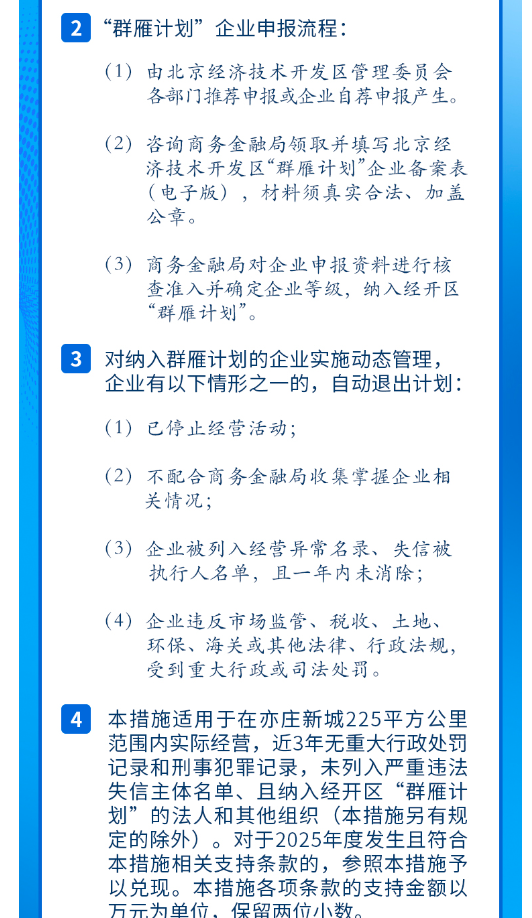 2 “群雁计划”企业申报流程：
（1）由北京经济技术开发区管理委员会
各部门推荐申报或企业自荐申报产生。
（2）咨询商务金融局领取并填写北京经
济技术开发区“群雁计划”企业备案表
（电子版），材料须真实合法、加盖
公章。
（3）商务金融局对企业申报资料进行核
查准入并确定企业等级，纳入经开区
“群雁计划”。
3 对纳入群雁计划的企业实施动态管理，
企业有以下情形之一的，自动退出计划：
（1）已停止经营活动；
（2）不配合商务金融局收集掌握企业相
关情况；
（3）企业被列入经营异常名录、失信被
执行人名单，且一年内未消除；
（4）企业违反市场监管、税收、土地、
环保、海关或其他法律、行政法规，
受到重大行政或司法处罚。
4 本措施适用于在亦庄新城225平方公里
范围内实际经营，近3年无重大行政处罚
记录和刑事犯罪记录，未列入严重违法
失信主体名单、且纳入经开区“群雁计
划”的法人和其他组织（本措施另有规
定的除外）。对于2025年度发生且符合
本措施相关支持条款的，参照本措施予
以兑现。本措施各项条款的支持金额以
万元为单位，保留两位小数。